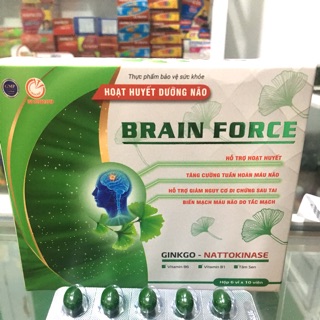 Thực phẩm bảo vệ sức khỏe
HOẠT HUYẾT DƯỠNG NÃO
BRAIN FORCE
HỖ TRỢ HOẠT HUYẾT
TĂNG CƯỜNG TUẦN HOÀN MÁU NÃO
HỖ TRỢ GIẢM NGUY CƠ DI CHỨNG SAU TAI
BIẾN MẠCH MÁU NÃO DO TẮC MẠCH
GINKGO - NATTOKINASE
Vitamin B6 Vitamin B1 Tâm Sen
Hộp 6 vỉ x 10 viên
GMP